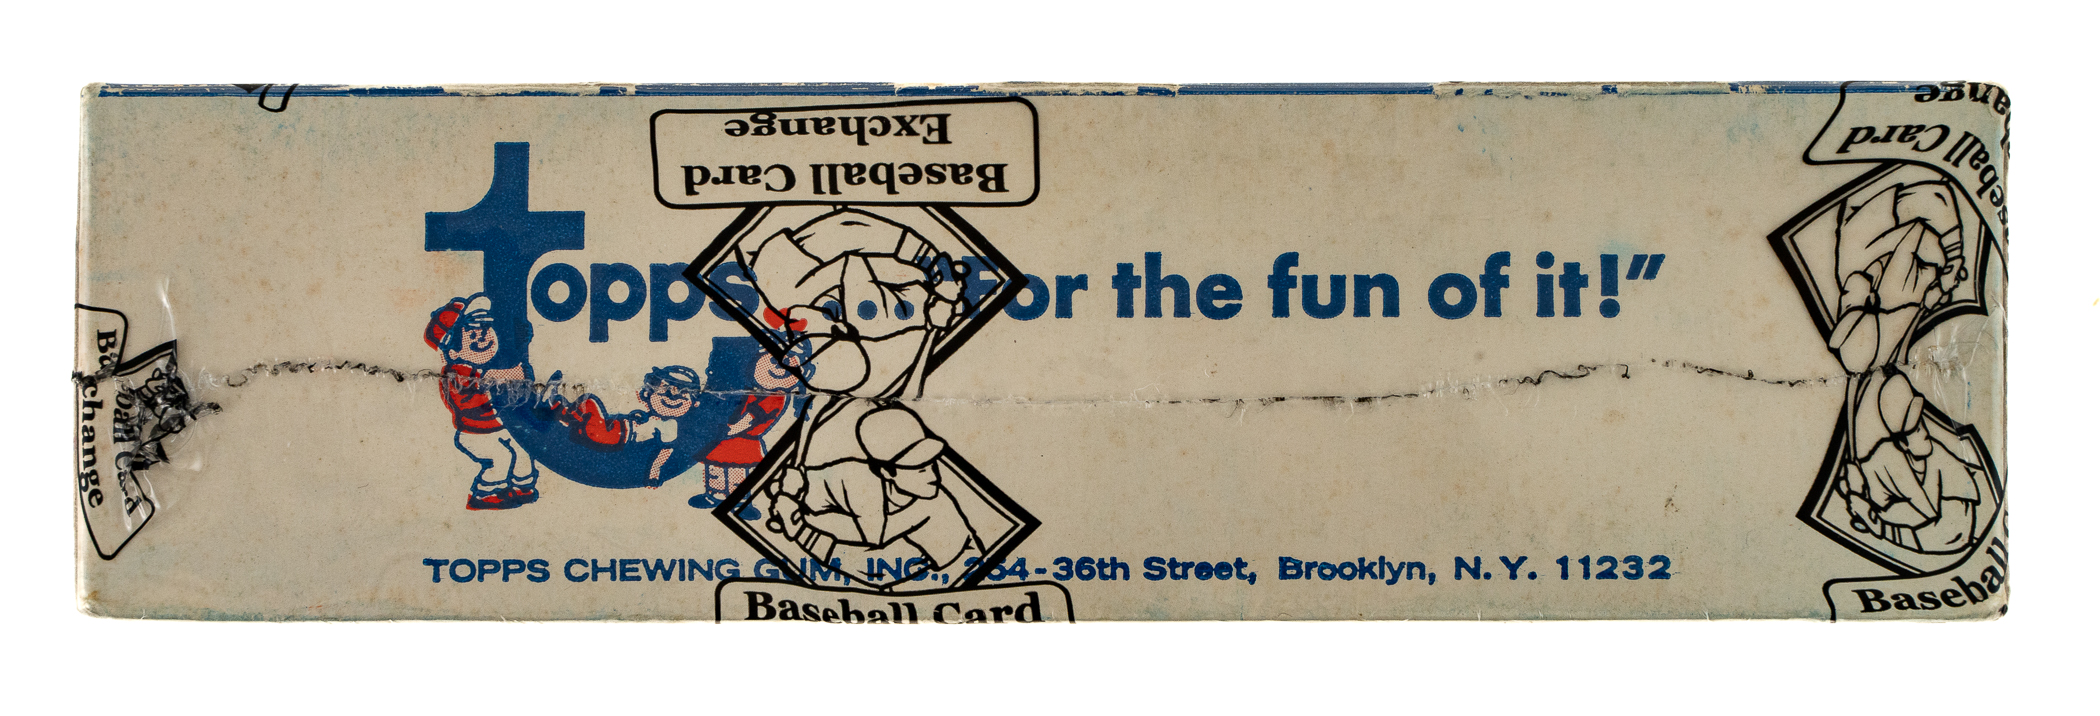 Exchange
Baseball Card
topps
For the fun of it!”
TOPPS CHEWING GUM, INC., 254-36th Street, Brooklyn, N.Y. 11232
Baseball Card
Baseball Card
Baseball
change